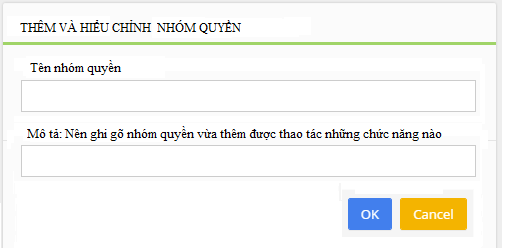 THÊM VÀ HIỂU CHỈNH NHÓM QUYỀN
Tên nhóm quyền
Mô tả: Nên ghi gõ nhóm quyền vừa thêm được thao tác những chức năng nào
OK Cancel